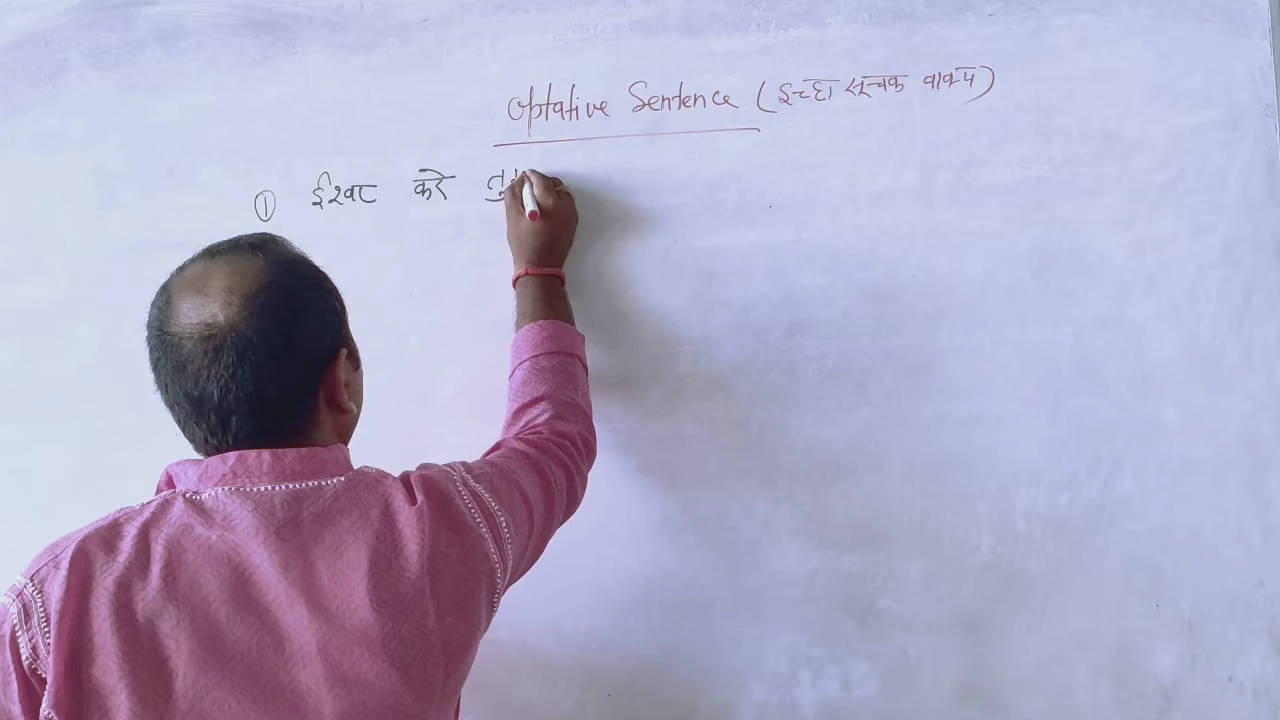 Optative Sentence (इच्छा सूचक वाक्य)
① ईश्वर करे तुम